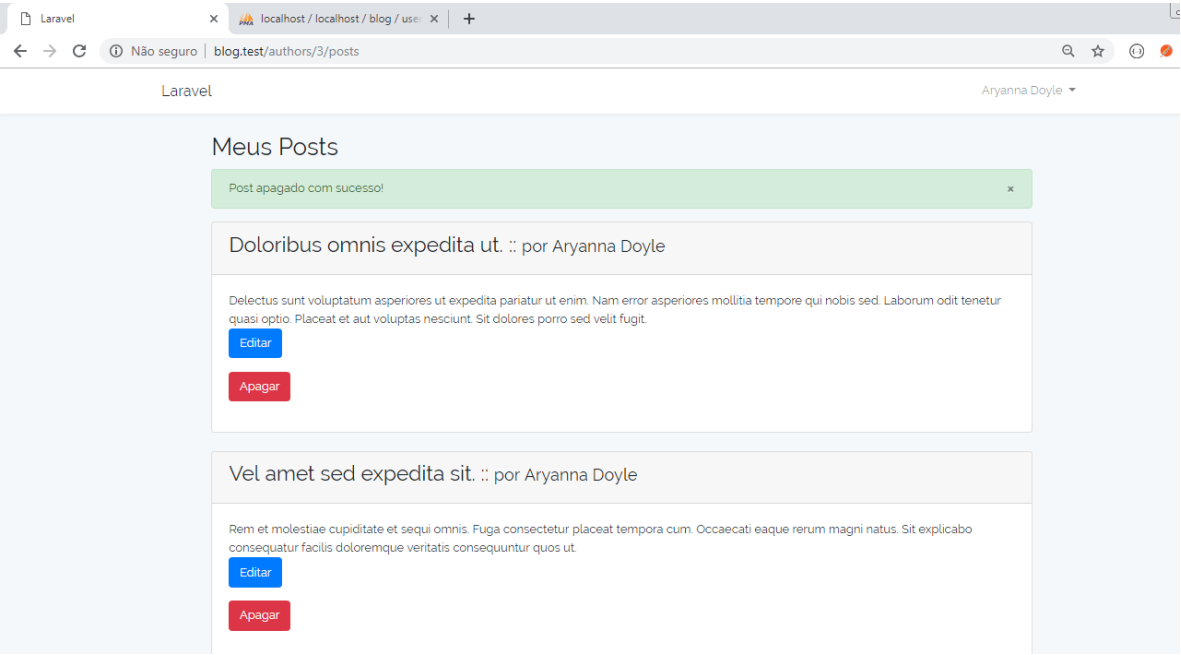 Laravel
localhost / localhost / blog / user
Não seguro | blog.test/authors/3/posts
Laravel
Aryanna Doyle
Meus Posts
Post apagado com sucesso!
×
Doloribus omnis expedita ut. :: por Aryanna Doyle
Delectus sunt voluptatum asperiores ut expedita pariatur ut enim. Nam error asperiores mollitia tempore qui nobis sed. Laborum odit tenetur
quasi optio. Placeat et aut voluptas nesciunt. Sit dolores porro sed velit fugit.
Editar
Apagar
Vel amet sed expedita sit. :: por Aryanna Doyle
Rem et molestiae cupiditate et sequi omnis. Fuga consectetur placeat tempora cum. Occaecati eaque rerum magni natus. Sit explicabo
consequatur facilis doloremque veritatis consequuntur quos ut.
Editar
Apagar